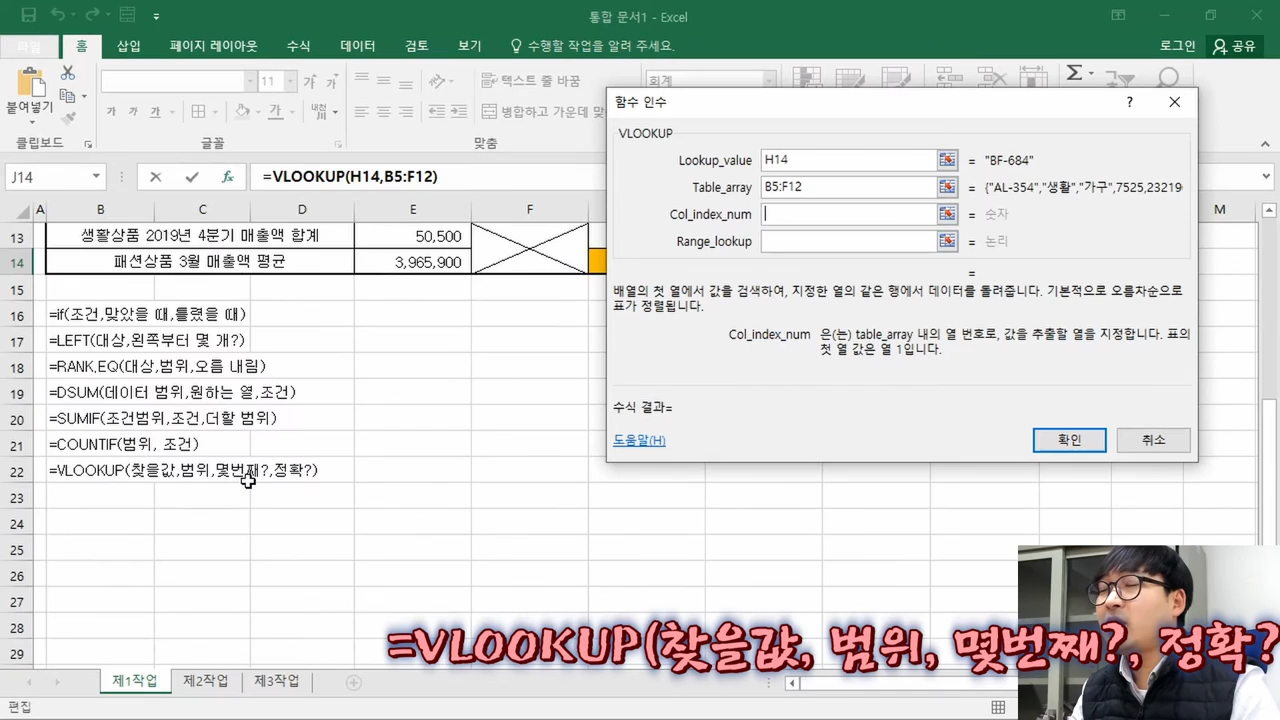 통합 문서1 - Excel
파일 홈 삽입 페이지 레이아웃 수식 데이터 검토 보기 수행할 작업을 알려 주세요. 로그인 공유
붙여넣기
11 가 가
텍스트 줄 바꿈
회계
가 가 가 내천
병합하고 가운데 맞
클립보드 글꼴 맞춤
J14 =VLOOKUP(H14,B5:F12)
A B C D E F M
13 생활상품 2019년 4분기 매출액 합계 50,500
14 패션상품 3월 매출액 평균 3,965,900
15
16 =if(조건,맞았을 때,틀렸을 때)
17 =LEFT(대상,왼쪽부터 몇 개?)
18 =RANK.EQ(대상,범위,오름 내림)
19 =DSUM(데이터 범위,원하는 열,조건)
20 =SUMIF(조건범위,조건,더할 범위)
21 =COUNTIF(범위, 조건)
22 =VLOOKUP(찾을값,범위,몇번째?,정확?)
23
24
25
26
27
28
29
함수 인수 ?
VLOOKUP
Lookup_value H14 = "BF-684"
Table_array B5:F12 = {"AL-354","생활","가구",7525,232190
Col_index_num = 숫자
Range_lookup = 논리
=
배열의 첫 열에서 값을 검색하여, 지정한 열의 같은 행에서 데이터를 돌려줍니다. 기본적으로 오름차순으로
표가 정렬됩니다.
Col_index_num 은(는) table_array 내의 열 번호로, 값을 추출할 열을 지정합니다. 표의
첫 열 값은 열 1입니다.
수식 결과=
도움말(H) 확인 취소
=VLOOKUP(찾을값, 범위, 몇번째?, 정확?
제1작업 제2작업 제3작업
편집